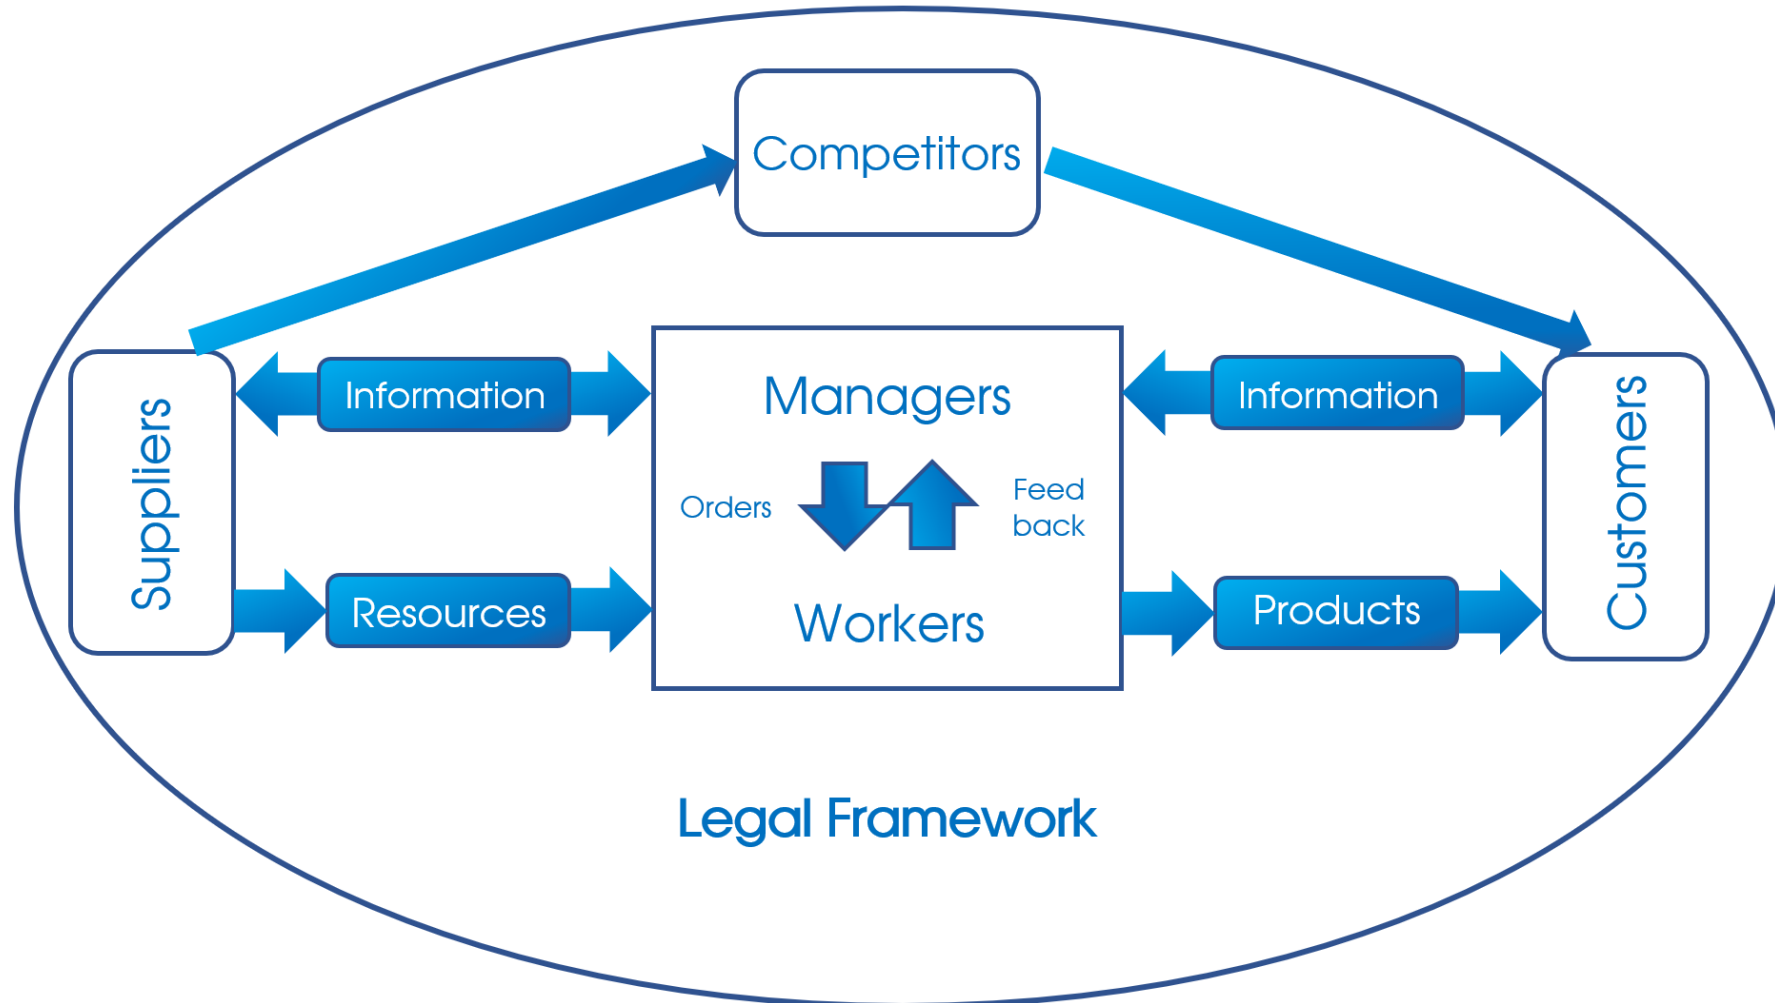 Competitors
Suppliers
Information
Managers
Information
Customers
Orders
Feed
back
Resources
Workers
Products
Legal Framework